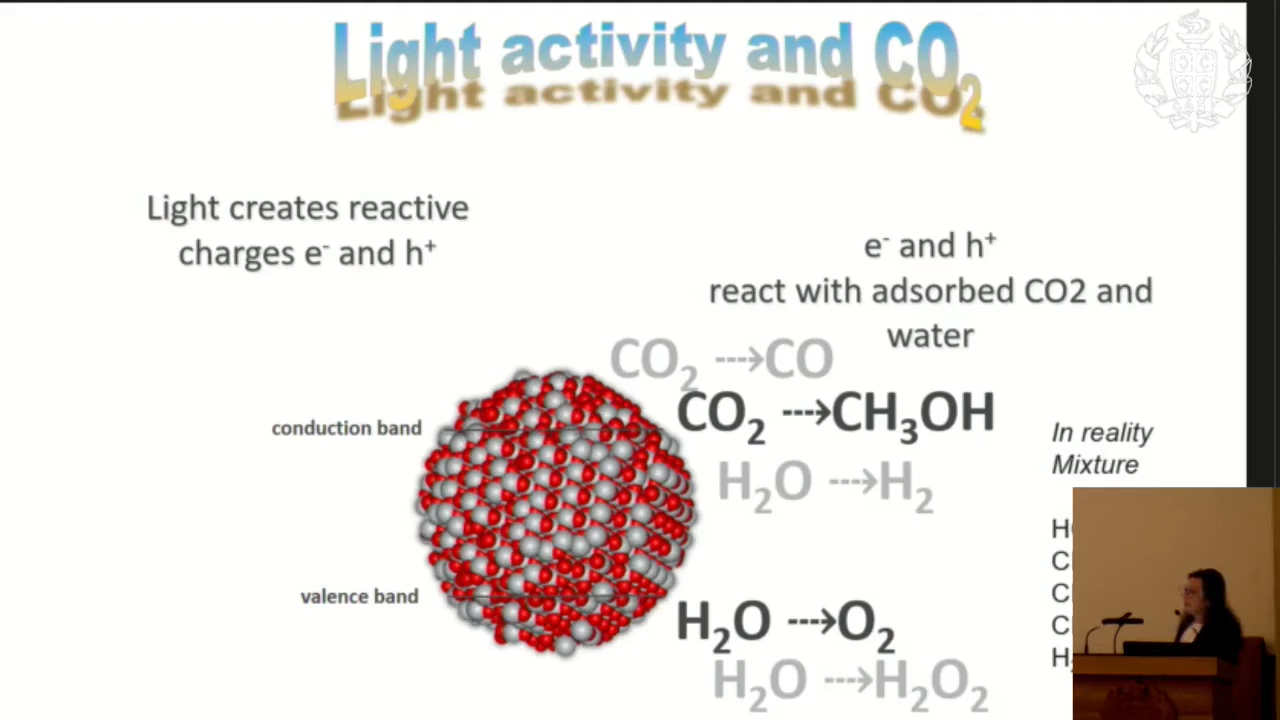 Light activity and CO₂
Light creates reactive
charges e⁻ and h⁺
e⁻ and h⁺
react with adsorbed CO2 and
water
CO₂ ⤏CO
CO₂ ⤏CH₃OH
conduction band
H₂O ⤏H₂
In reality
Mixture
valence band
H₂O ⤏O₂
H₂O ⤏H₂O₂